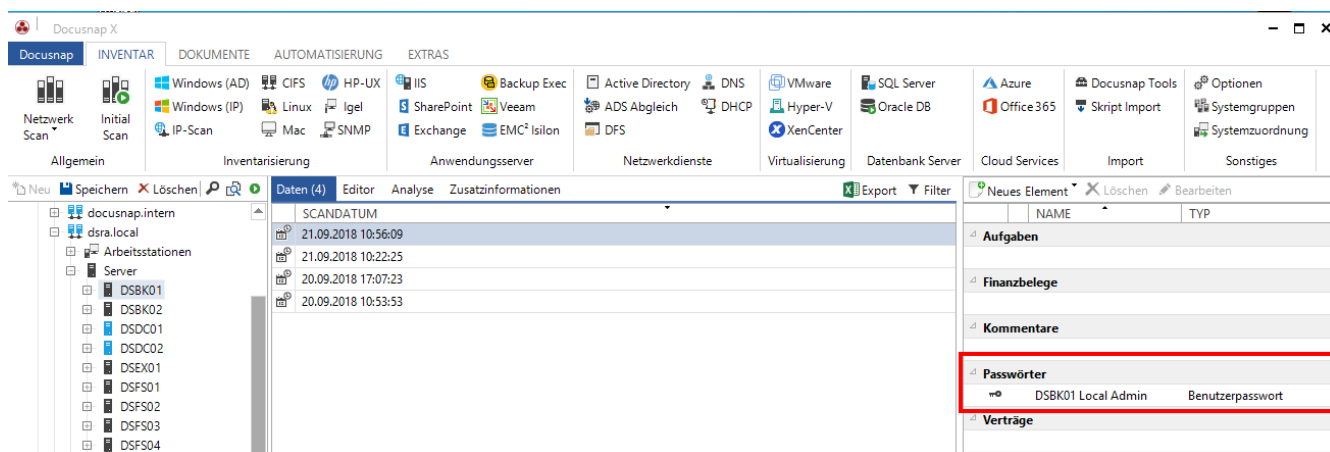 Docusnap X
Docusnap INVENTAR DOKUMENTE AUTOMATISIERUNG EXTRAS
Windows (AD) CIFS HP-UX IIS Backup Exec Active Directory DNS VMware SQL Server Azure Docusnap Tools Optionen
Netzwerk Scan Initial Scan Windows (IP) Linux Igel SharePoint Veeam ADS Abgleich DHCP Hyper-V Oracle DB Office 365 Skript Import Systemgruppen
IP-Scan Mac SNMP Exchange EMC² Isilon DFS XenCenter Systemzuordnung
Allgemein Inventarisierung Anwendungsserver Netzwerkdienste Virtualisierung Datenbank Server Cloud Services Import Sonstiges
Neu Speichern Löschen Daten (4) Editor Analyse Zusatzinformationen Export Filter Neues Element Löschen Bearbeiten
docusnap.intern SCANDATUM NAME TYP
dsra.local 21.09.2018 10:56:09 Aufgaben
Arbeitsstationen 21.09.2018 10:22:25
Server 20.09.2018 17:07:23 Finanzbelege
DSBK01 20.09.2018 10:53:53
DSBK02
DSDC01 Kommentare
DSDC02
DSEX01 Passwörter
DSFS01 DSBK01 Local Admin Benutzerpasswort
DSFS02
DSFS03 Verträge
DSFS04